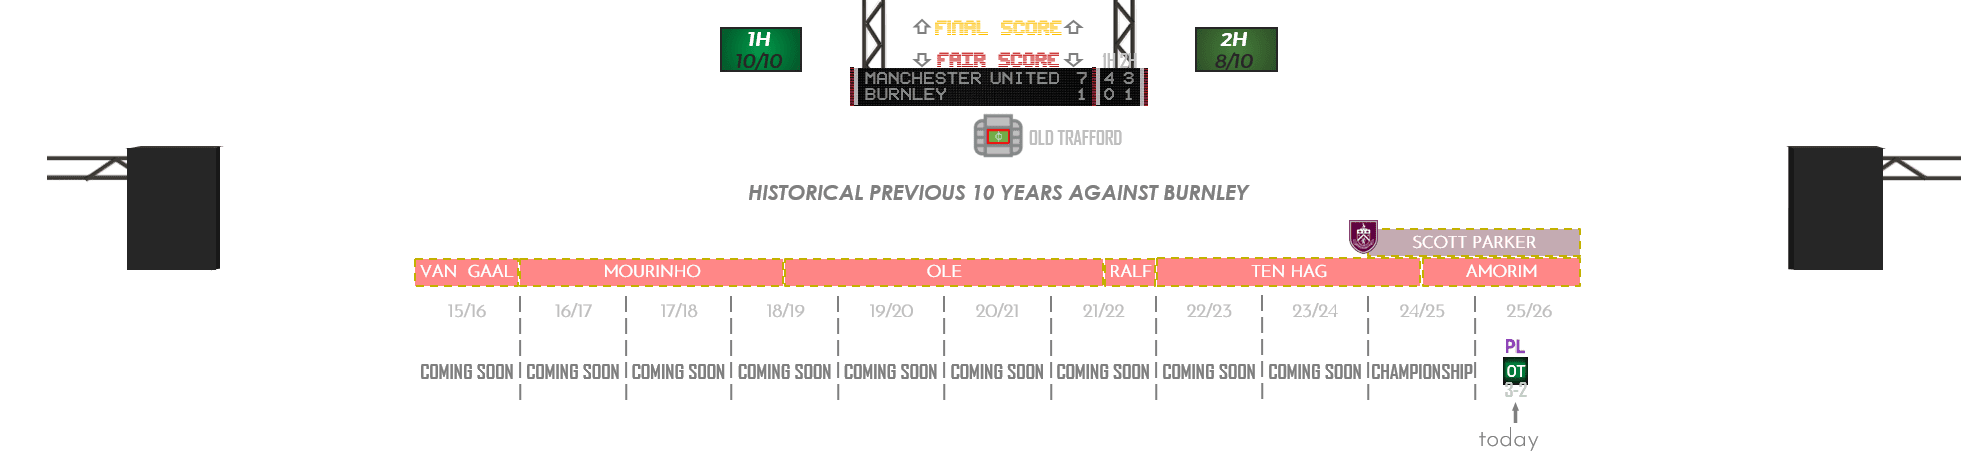 FINAL SCORE
1H
10/10
2H
8/10
FAIR SCORE
1H 2H
MANCHESTER UNITED 7 4 3
BURNLEY 1 0 1
OLD TRAFFORD
HISTORICAL PREVIOUS 10 YEARS AGAINST BURNLEY
SCOTT PARKER
VAN GAAL MOURINHO OLE RALF TEN HAG AMORIM
15/16 16/17 17/18 18/19 19/20 20/21 21/22 22/23 23/24 24/25 25/26
PL
COMING SOON COMING SOON COMING SOON COMING SOON COMING SOON COMING SOON COMING SOON COMING SOON COMING SOON CHAMPIONSHIP OT
3-2
today